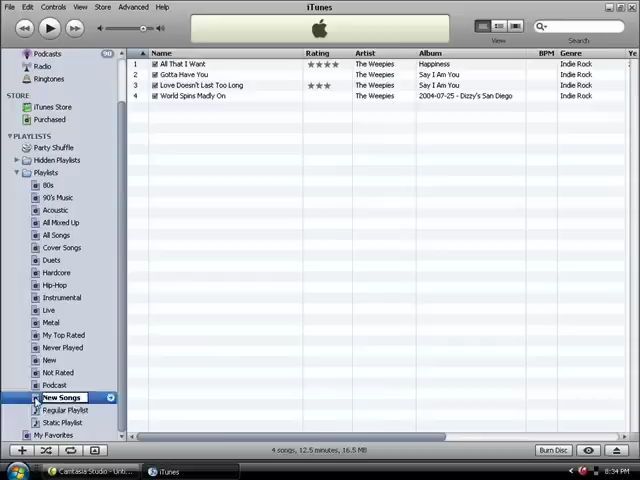 iTunes
File Edit Controls View Store Advanced Help
View
Search
Podcasts 90
Radio
Ringtones
STORE
iTunes Store
Purchased
PLAYLISTS
Party Shuffle
Hidden Playlists
Playlists
80s
90's Music
Acoustic
All Mixed Up
All Songs
Cover Songs
Duets
Hardcore
Hip-Hop
Instrumental
Live
Metal
My Top Rated
Never Played
New
Not Rated
Podcast
New Songs
Regular Playlist
Static Playlist
My Favorites
Name Rating Artist Album BPM Genre Ye
1 All That I Want ★★★★ The Weepies Happiness Indie Rock
2 Gotta Have You The Weepies Say I Am You Indie Rock
3 Love Doesn't Last Too Long ★★★ The Weepies Say I Am You Indie Rock
4 World Spins Madly On The Weepies 2004-07-25 - Dizzy's San Diego Indie Rock
4 songs, 12.5 minutes, 16.5 MB
Burn Disc
Camtasia Studio - Unti...
iTunes
8:34 PM